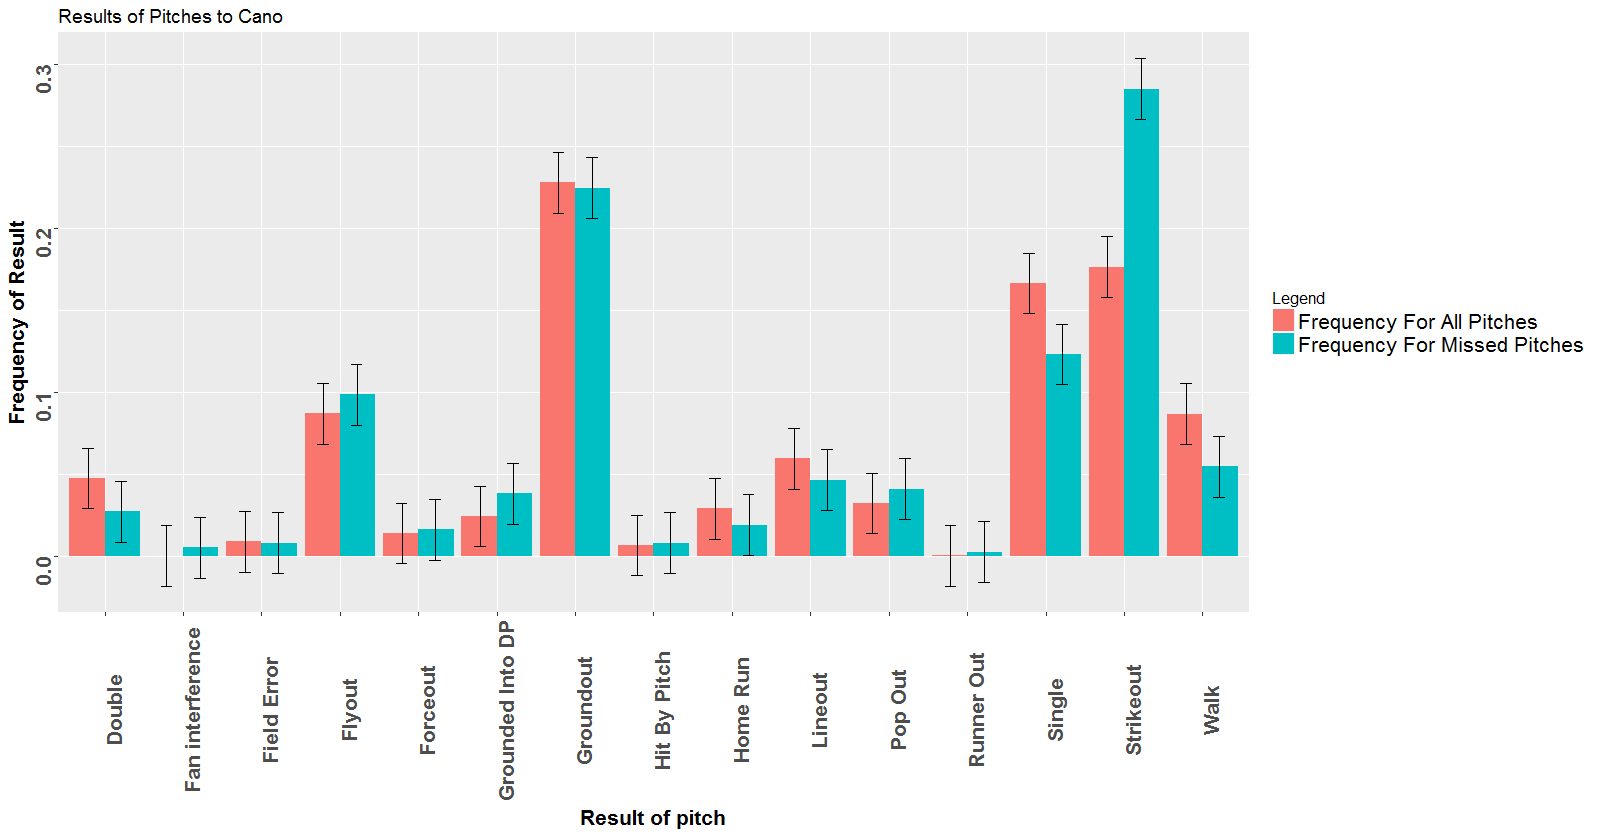 Results of Pitches to Cano
Frequency of Result
0.3
0.2
0.1
0.0
Double
Fan interference
Field Error
Flyout
Forceout
Grounded Into DP
Groundout
Hit By Pitch
Home Run
Lineout
Pop Out
Runner Out
Single
Strikeout
Walk
Result of pitch
Legend
Frequency For All Pitches
Frequency For Missed Pitches